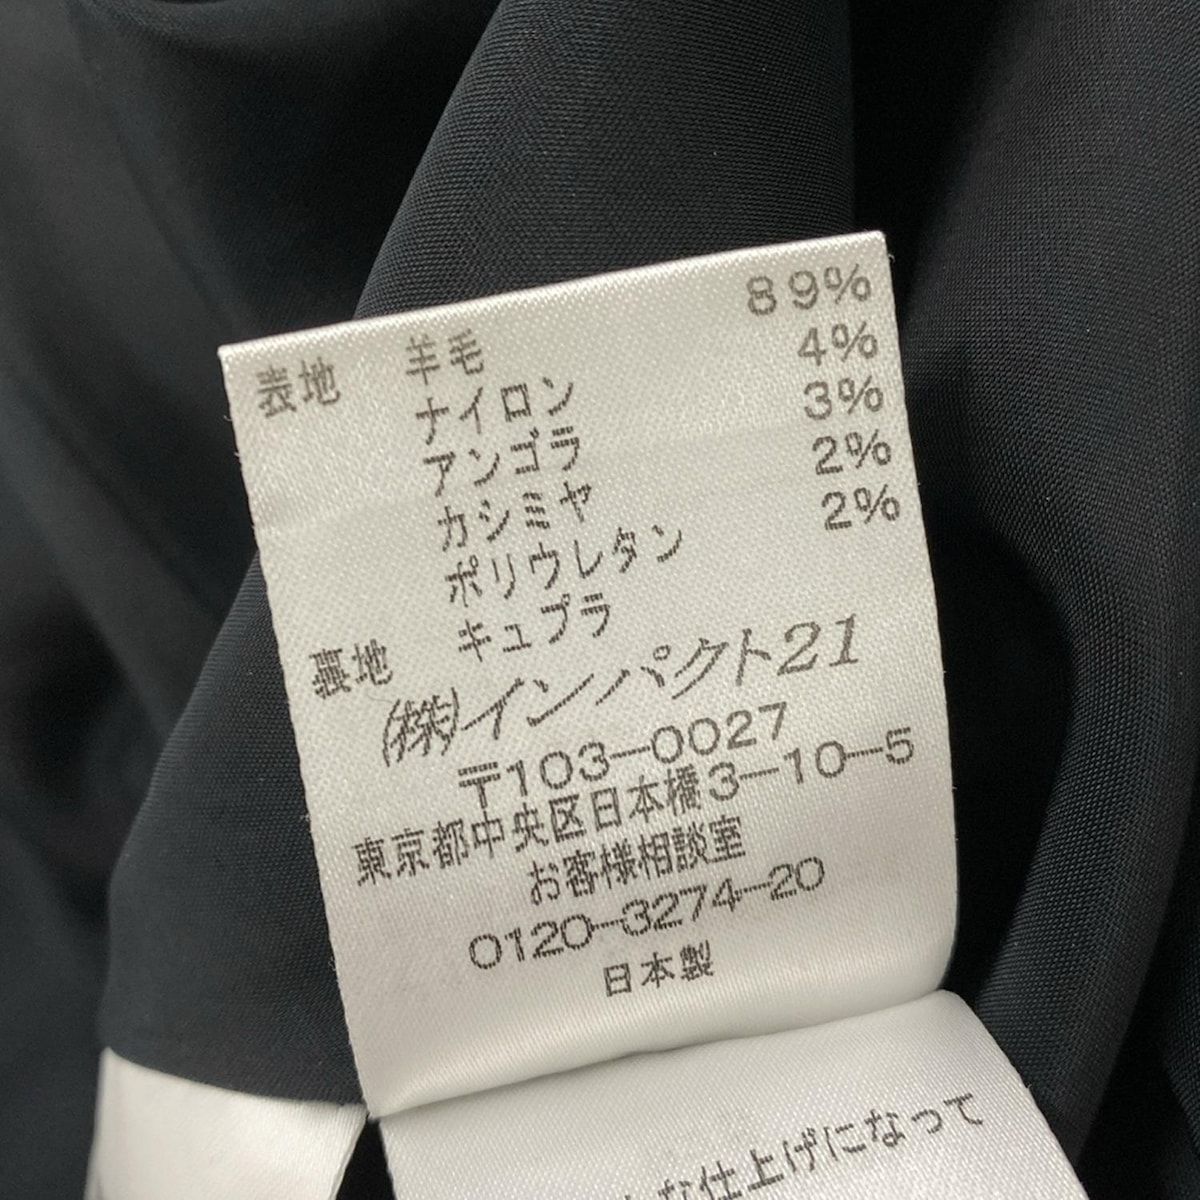 表地 羊毛 89%
ナイロン 4%
アンゴラ 3%
カシミヤ 2%
ポリウレタン 2%
裏地 キュプラ
(株)インパクト21
〒103-0027
東京都中央区日本橋3-10-5
お客様相談室
0120-3274-20
日本製
な仕上げになって